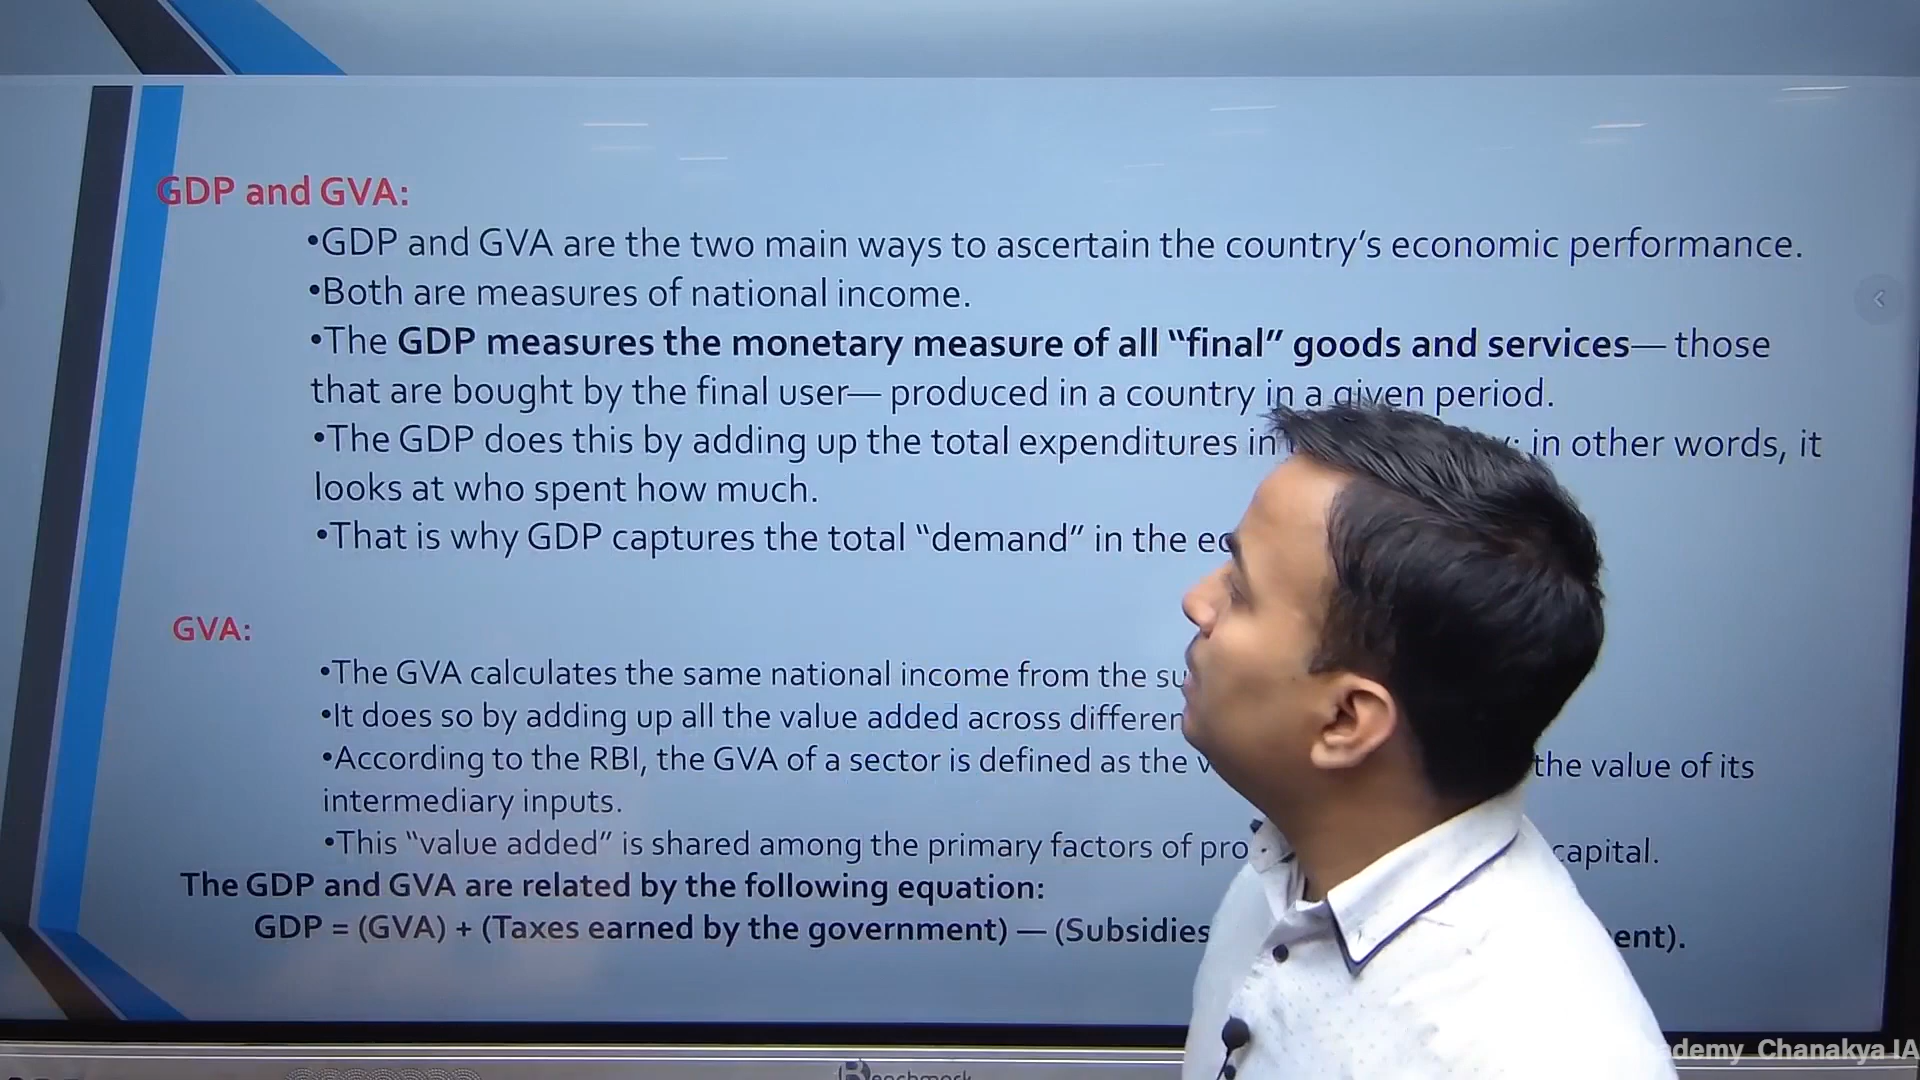 GDP and GVA:
•GDP and GVA are the two main ways to ascertain the country’s economic performance.
•Both are measures of national income.
•The GDP measures the monetary measure of all “final” goods and services— those
that are bought by the final user— produced in a country in a given period.
•The GDP does this by adding up the total expenditures in in other words, it
looks at who spent how much.
•That is why GDP captures the total “demand” in the
GVA:
•The GVA calculates the same national income from the
•It does so by adding up all the value added across
•According to the RBI, the GVA of a sector is defined as the the value of its
intermediary inputs.
•This “value added” is shared among the primary factors of capital.
The GDP and GVA are related by the following equation:
GDP = (GVA) + (Taxes earned by the government) — (Subsidies
Chanakya